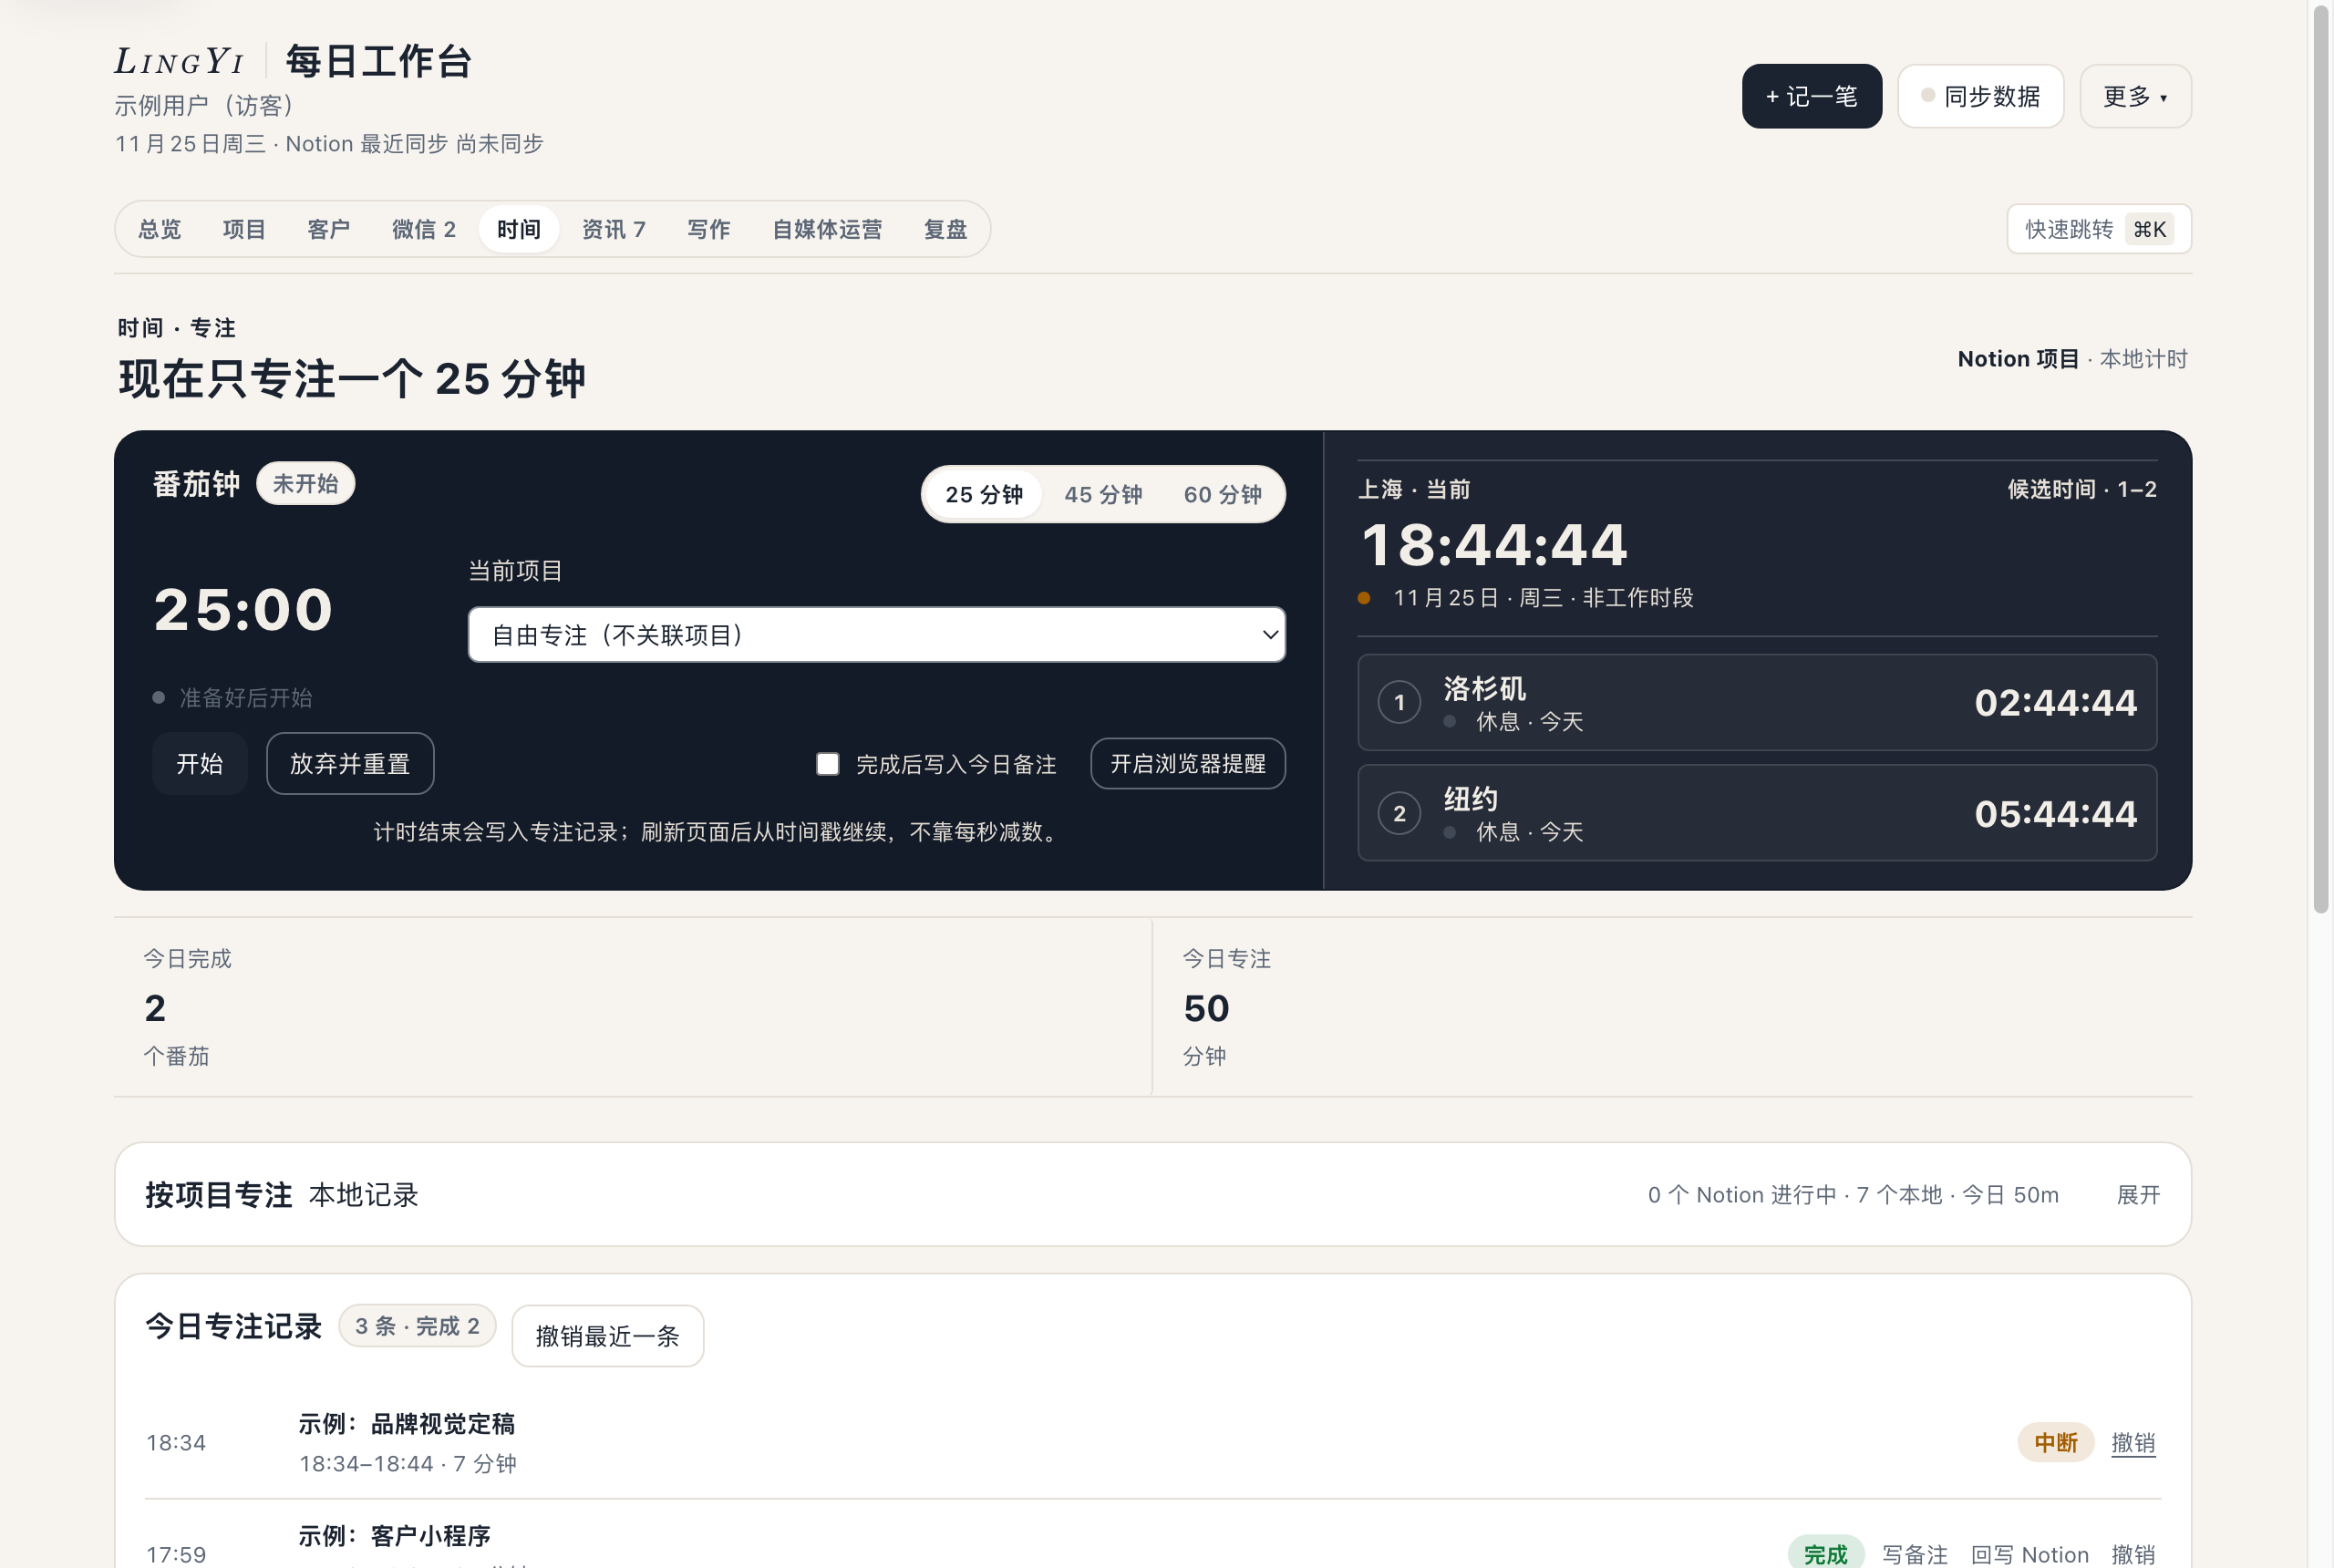 LINGYI 每日工作台
示例用户（访客）
11月25日周三 · Notion 最近同步 尚未同步
+ 记一笔
同步数据
更多 ▾
总览 项目 客户 微信 2 时间 资讯 7 写作 自媒体运营 复盘
快速跳转 ⌘K
时间 · 专注
现在只专注一个 25 分钟
Notion 项目 · 本地计时
番茄钟 未开始
25 分钟 45 分钟 60 分钟
25:00
当前项目
自由专注（不关联项目）
准备好后开始
开始 放弃并重置
完成后写入今日备注
开启浏览器提醒
计时结束会写入专注记录；刷新页面后从时间戳继续，不靠每秒减数。
上海 · 当前
候选时间 · 1–2
18:44:44
11月25日 · 周三 · 非工作时段
1 洛杉矶
休息 · 今天
02:44:44
2 纽约
休息 · 今天
05:44:44
今日完成
2
个番茄
今日专注
50
分钟
按项目专注 本地记录
0 个 Notion 进行中 · 7 个本地 · 今日 50m
展开
今日专注记录 3 条 · 完成 2 撤销最近一条
18:34
示例：品牌视觉定稿
18:34–18:44 · 7 分钟
中断 撤销
17:59
示例：客户小程序
完成 写备注 回写 Notion 撤销